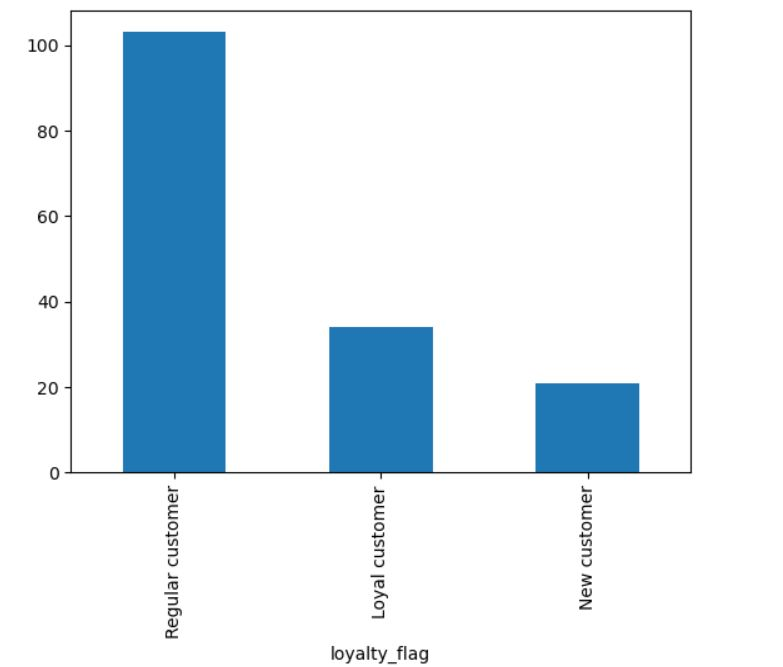 100
80
60
40
20
0
Regular customer
Loyal customer
New customer
loyalty_flag